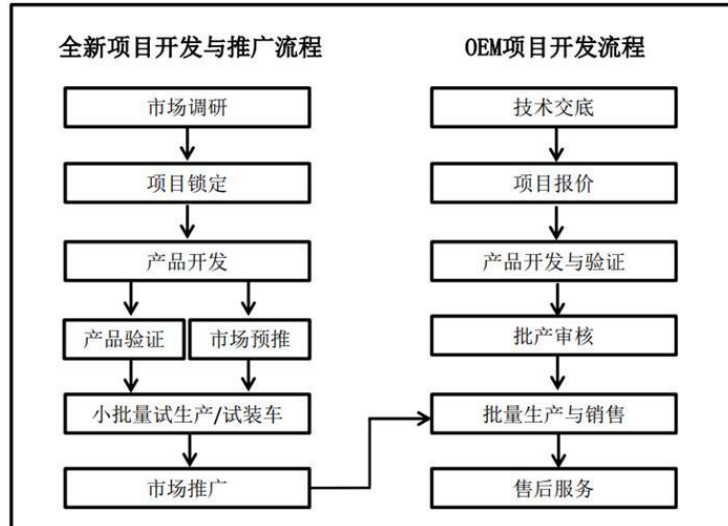 全新项目开发与推广流程
市场调研
项目锁定
产品开发
产品验证
市场预推
小批量试生产/试装车
市场推广
OEM项目开发流程
技术交底
项目报价
产品开发与验证
批产审核
批量生产与销售
售后服务